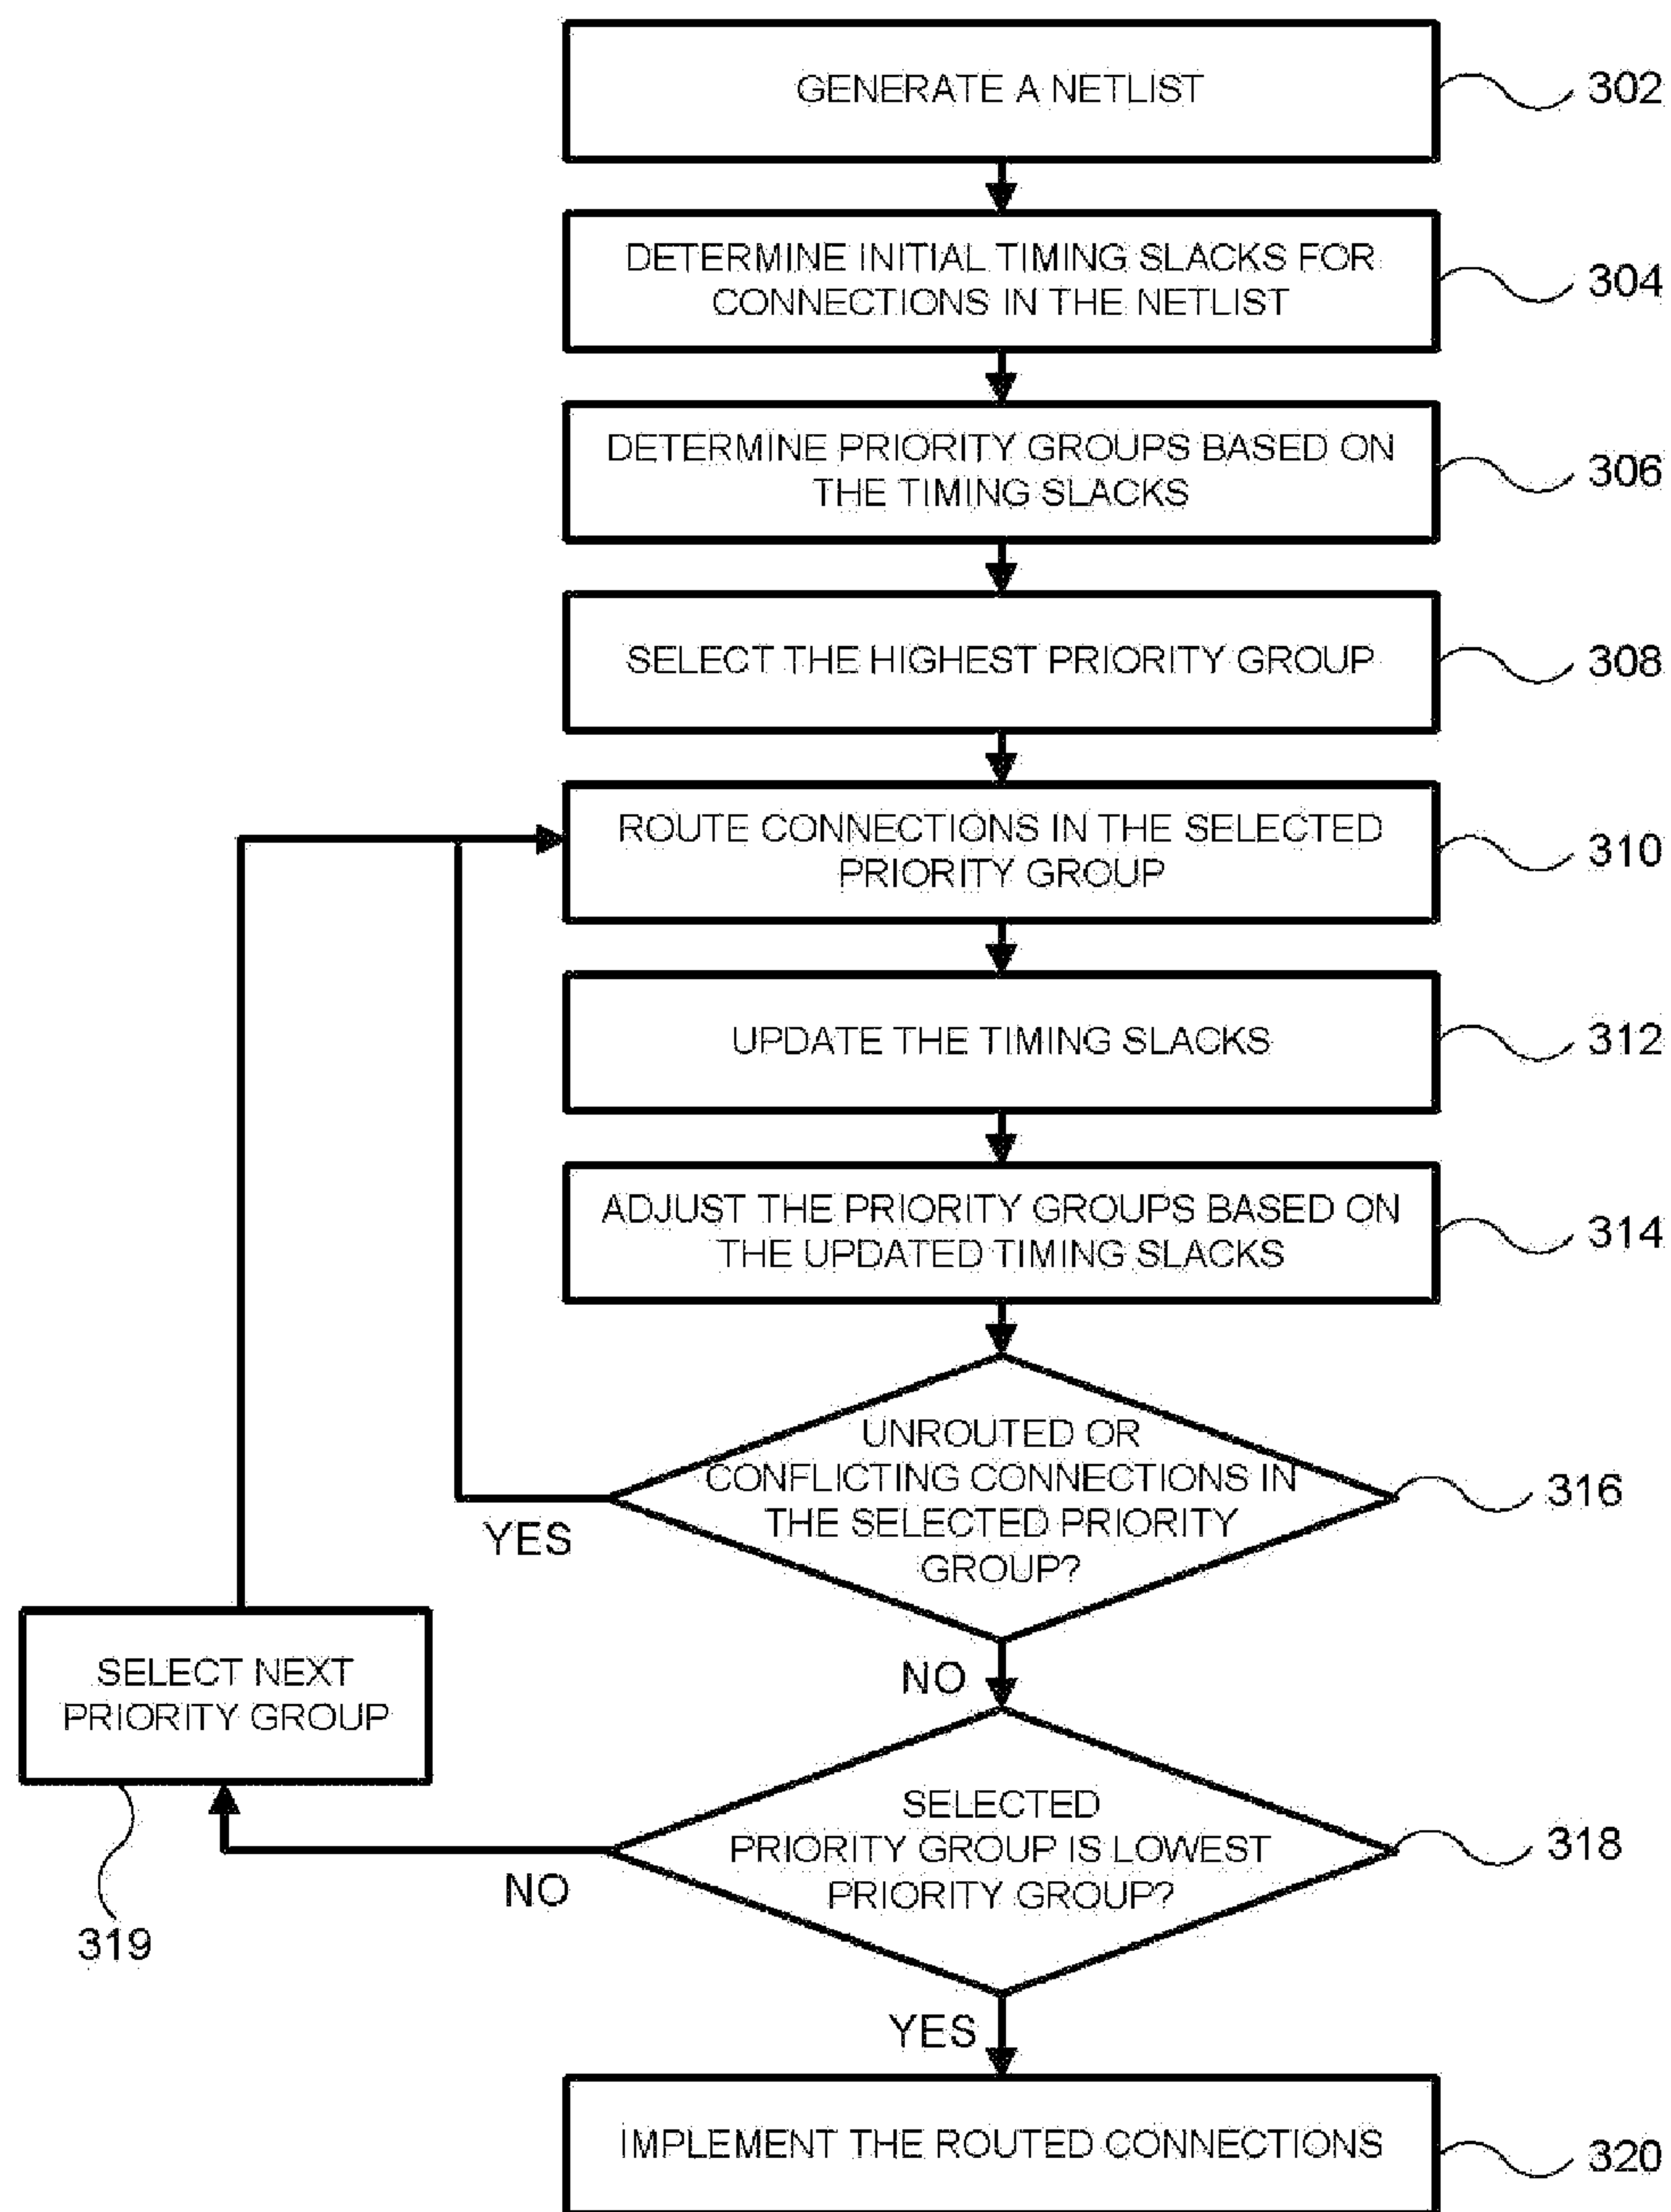 GENERATE A NETLIST
302
DETERMINE INITIAL TIMING SLACKS FOR
CONNECTIONS IN THE NETLIST
304
DETERMINE PRIORITY GROUPS BASED ON
THE TIMING SLACKS
306
SELECT THE HIGHEST PRIORITY GROUP
308
ROUTE CONNECTIONS IN THE SELECTED
PRIORITY GROUP
310
UPDATE THE TIMING SLACKS
312
ADJUST THE PRIORITY GROUPS BASED ON
THE UPDATED TIMING SLACKS
314
UNROUTED OR
CONFLICTING CONNECTIONS IN
THE SELECTED PRIORITY
GROUP?
316
YES
NO
SELECT NEXT
PRIORITY GROUP
319
SELECTED
PRIORITY GROUP IS LOWEST
PRIORITY GROUP?
318
NO
YES
IMPLEMENT THE ROUTED CONNECTIONS
320